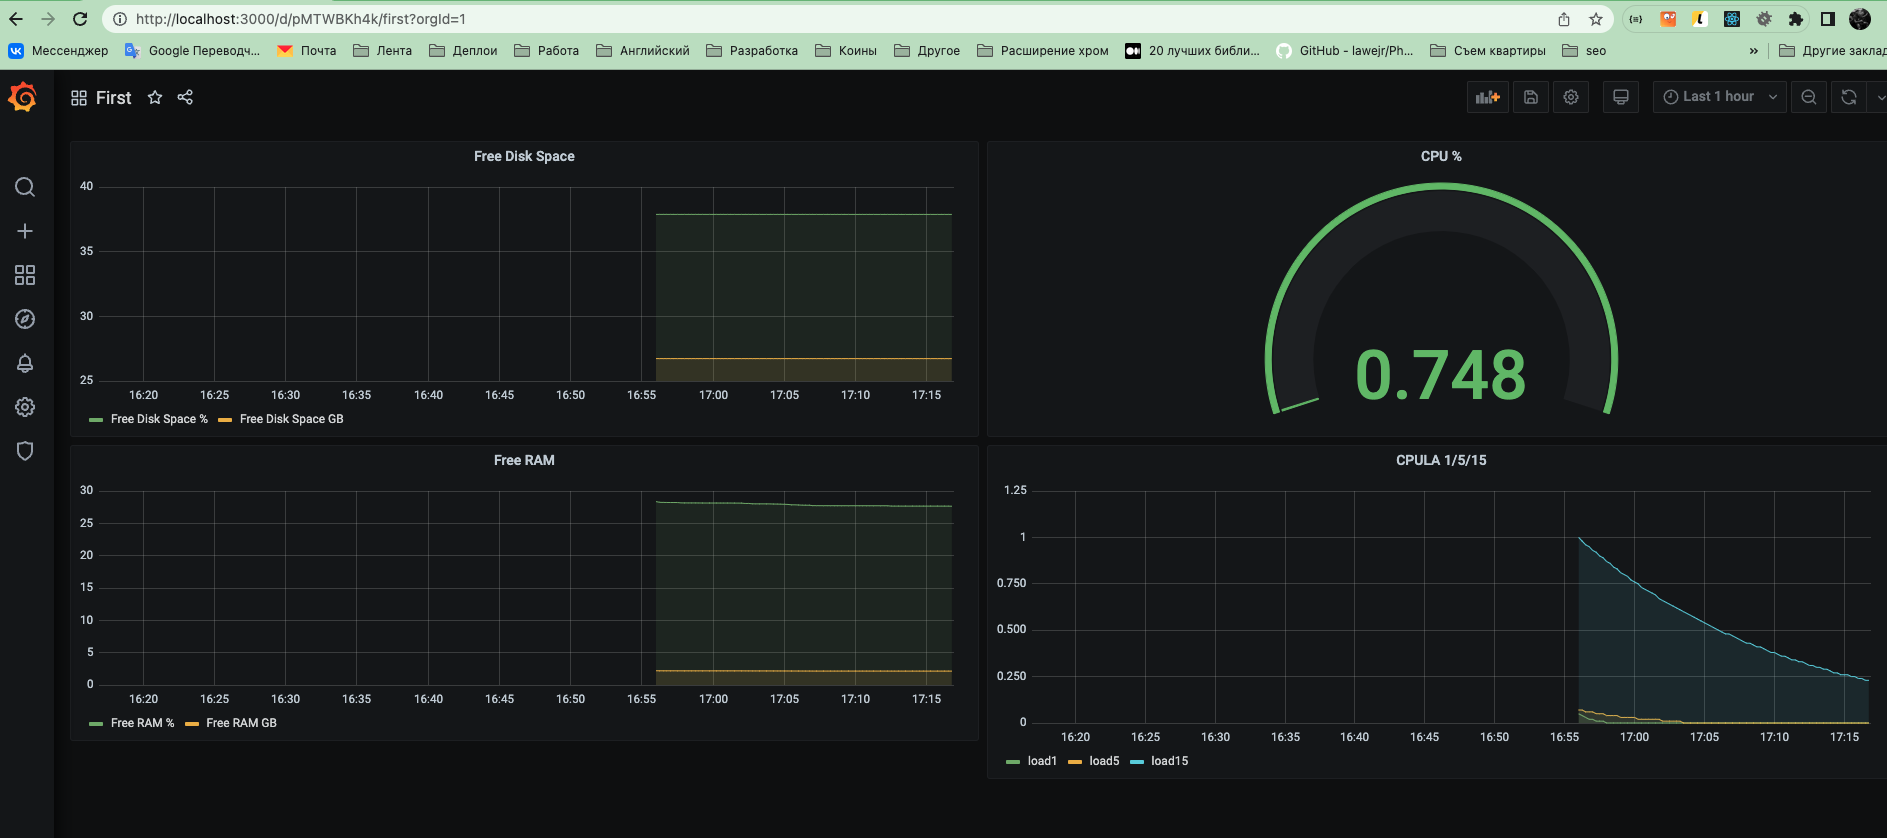 http://localhost:3000/d/pMTWBKh4k/first?orgId=1
Мессенджер Google Переводч... Почта Лента Деплои Работа Английский Разработка Коины Другое Расширение хром 20 лучших библи... GitHub - lawejr/Ph... Съем квартиры seo » Другие заклад
First
Last 1 hour
Free Disk Space
40
35
30
25
16:20 16:25 16:30 16:35 16:40 16:45 16:50 16:55 17:00 17:05 17:10 17:15
Free Disk Space % Free Disk Space GB
CPU %
0.748
Free RAM
30
25
20
15
10
5
0
16:20 16:25 16:30 16:35 16:40 16:45 16:50 16:55 17:00 17:05 17:10 17:15
Free RAM % Free RAM GB
CPULA 1/5/15
1.25
1
0.750
0.500
0.250
0
16:20 16:25 16:30 16:35 16:40 16:45 16:50 16:55 17:00 17:05 17:10 17:15
load1 load5 load15